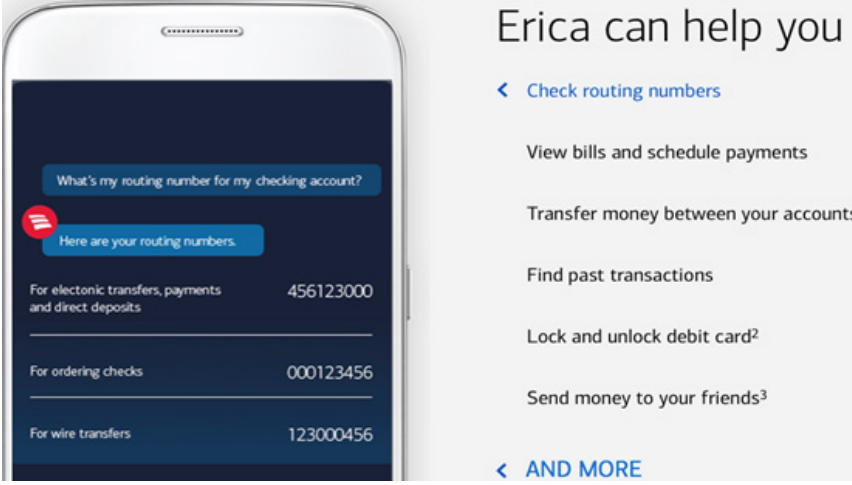 What's my routing number for my checking account?
Here are your routing numbers.
For electonic transfers, payments
and direct deposits
456123000
For ordering checks
000123456
For wire transfers
123000456
Erica can help you
Check routing numbers
View bills and schedule payments
Transfer money between your accounts
Find past transactions
Lock and unlock debit card²
Send money to your friends³
AND MORE